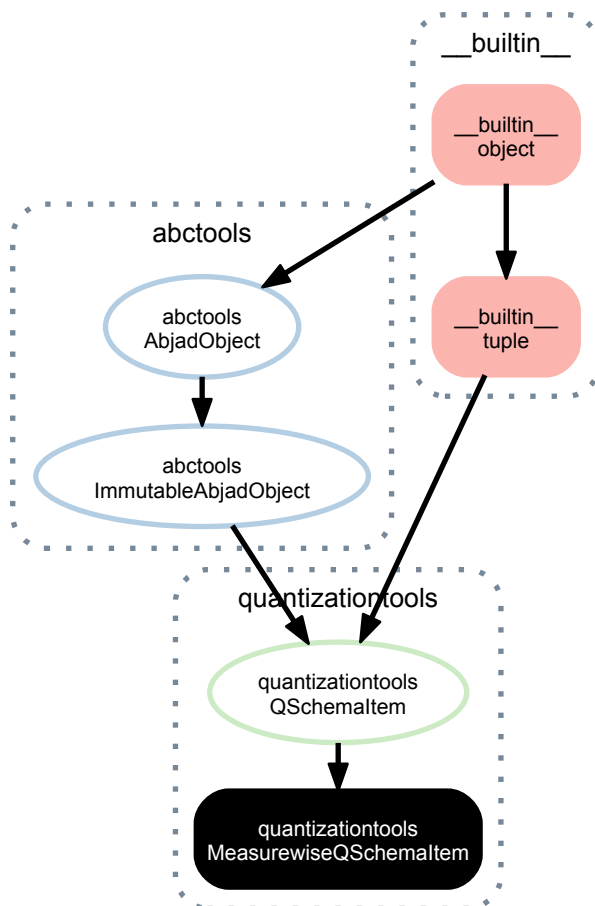 __builtin__
__builtin__
object
abctools
abctools
AbjadObject
__builtin__
tuple
abctools
ImmutableAbjadObject
quantizationtools
quantizationtools
QSchemaItem
quantizationtools
MeasurewiseQSchemaItem